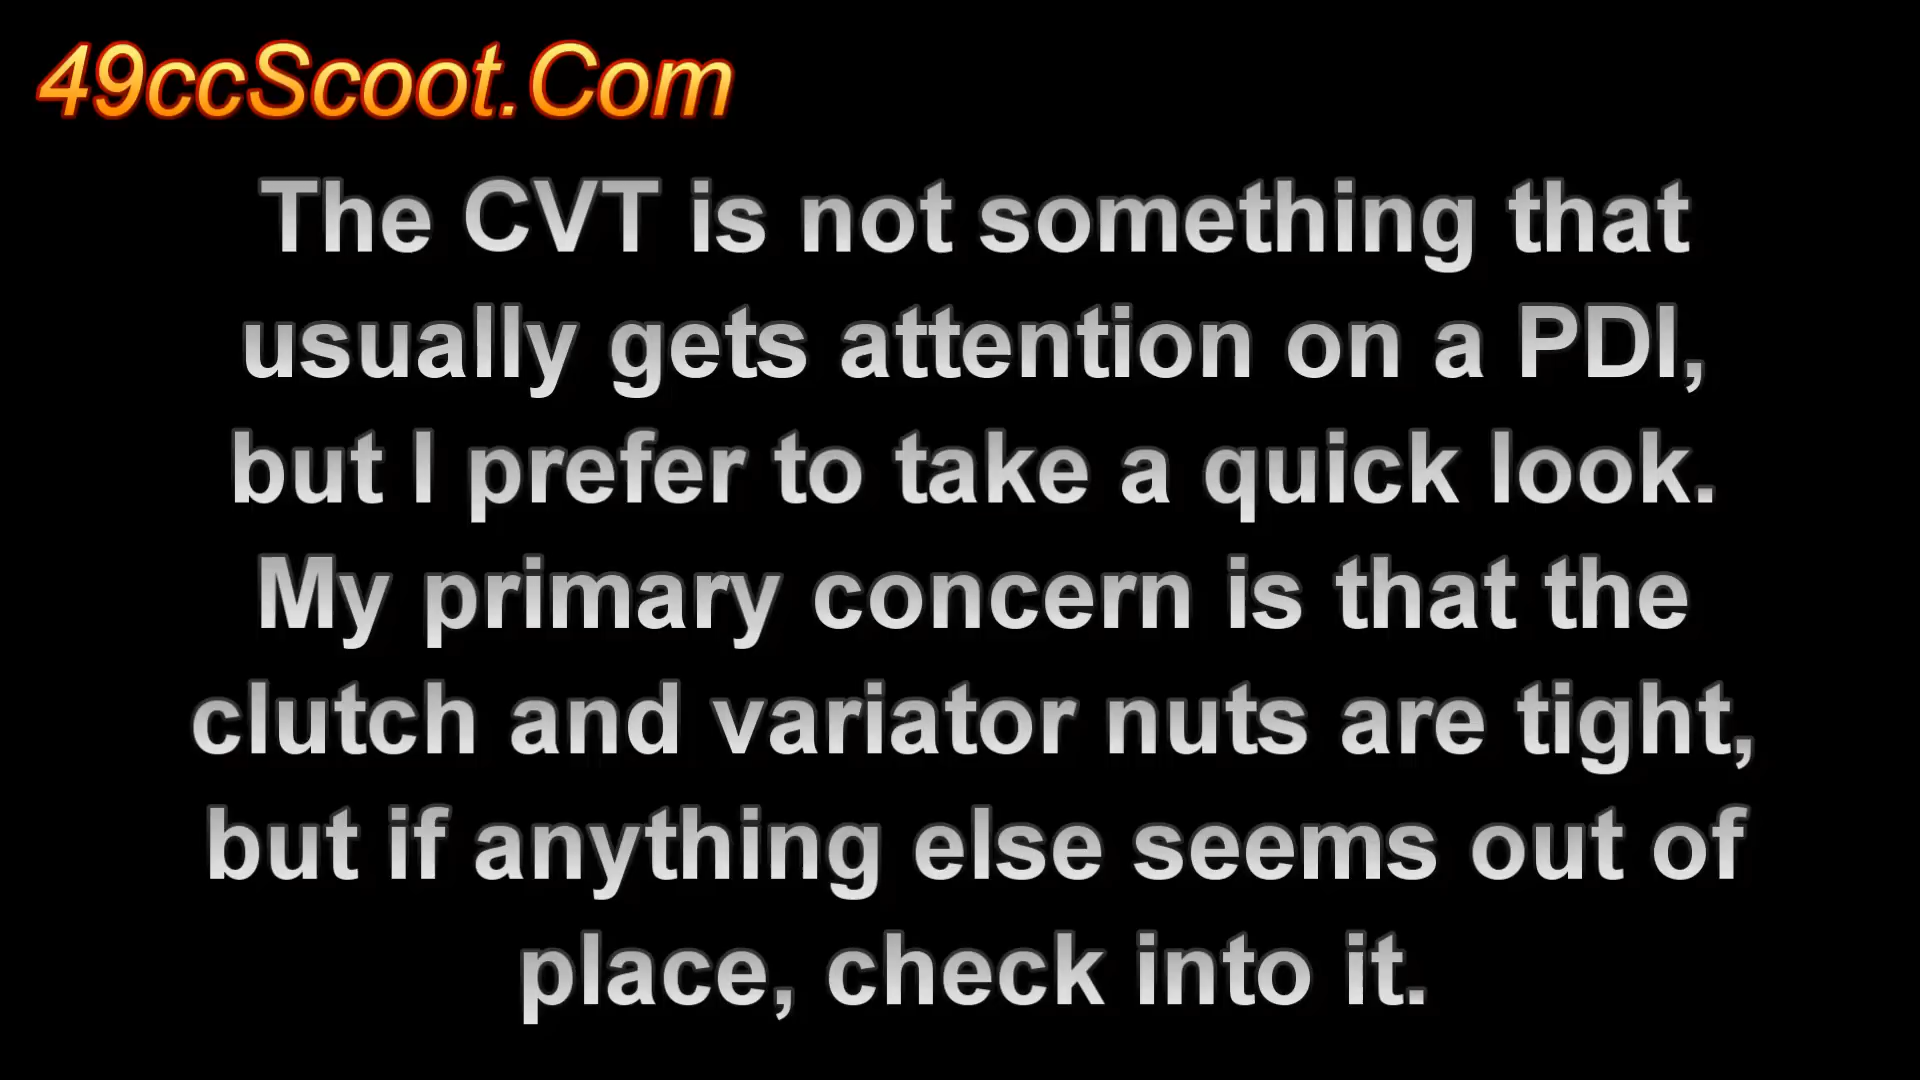 49ccScoot.Com
The CVT is not something that
usually gets attention on a PDI,
but I prefer to take a quick look.
My primary concern is that the
clutch and variator nuts are tight,
but if anything else seems out of
place, check into it.